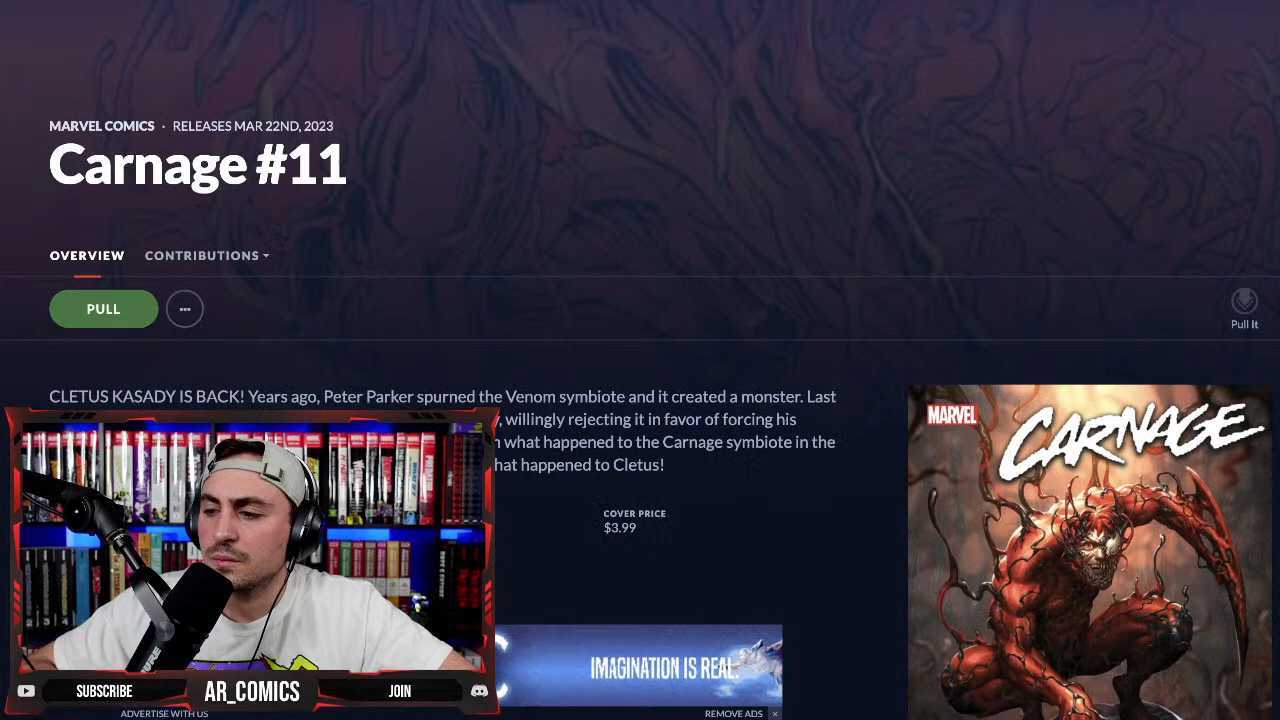 MARVEL COMICS · RELEASES MAR 22ND, 2023
Carnage #11
OVERVIEW CONTRIBUTIONS
PULL
Pull It
CLETUS KASADY IS BACK! Years ago, Peter Parker spurned the Venom symbiote and it created a monster. Last
willingly rejecting it in favor of forcing his
what happened to the Carnage symbiote in the
hat happened to Cletus!
COVER PRICE
$3.99
MARVEL
CARNAGE
IMAGINATION IS REAL.
SUBSCRIBE AR_COMICS JOIN
ADVERTISE WITH US REMOVE ADS ×